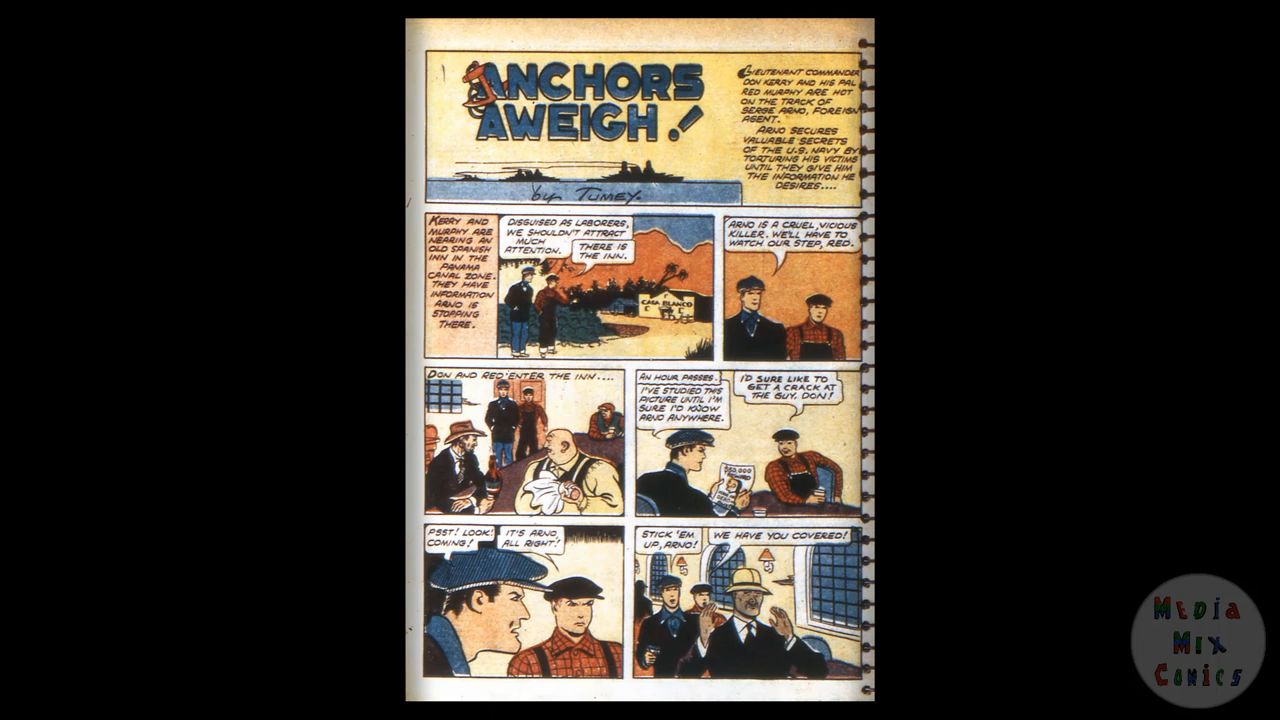 ANCHORS
AWEIGH!
by TUMEY.
LIEUTENANT COMMANDER
DON KERRY AND HIS PAL
RED MURPHY ARE HOT
ON THE TRACK OF
SERGE ARNO, FOREIGN
AGENT.
ARNO SECURES
VALUABLE SECRETS
OF THE U.S. NAVY BY
TORTURING HIS VICTIMS
UNTIL THEY GIVE HIM
THE INFORMATION HE
DESIRES....
KERRY AND
MURPHY ARE
NEARING AN
OLD SPANISH
INN IN THE
PANAMA
CANAL ZONE.
THEY HAVE
INFORMATION
ARNO IS
STOPPING
THERE.
DISGUISED AS LABORERS,
WE SHOULDN'T ATTRACT
MUCH
ATTENTION.
THERE IS
THE INN.
CASA BLANCO
ARNO IS A CRUEL, VICIOUS
KILLER. WE'LL HAVE TO
WATCH OUR STEP, RED.
DON AND RED ENTER THE INN....
AN HOUR PASSES.
I'VE STUDIED THIS
PICTURE UNTIL I'M
SURE I'D KNOW
ARNO ANYWHERE.
I'D SURE LIKE TO
GET A CRACK AT
THE GUY, DON!
$50,000
REWARD
PSST! LOOK!
COMING!
IT'S ARNO,
ALL RIGHT!
STICK 'EM
UP, ARNO!
WE HAVE YOU COVERED!
MEDIA
MIX
COMICS